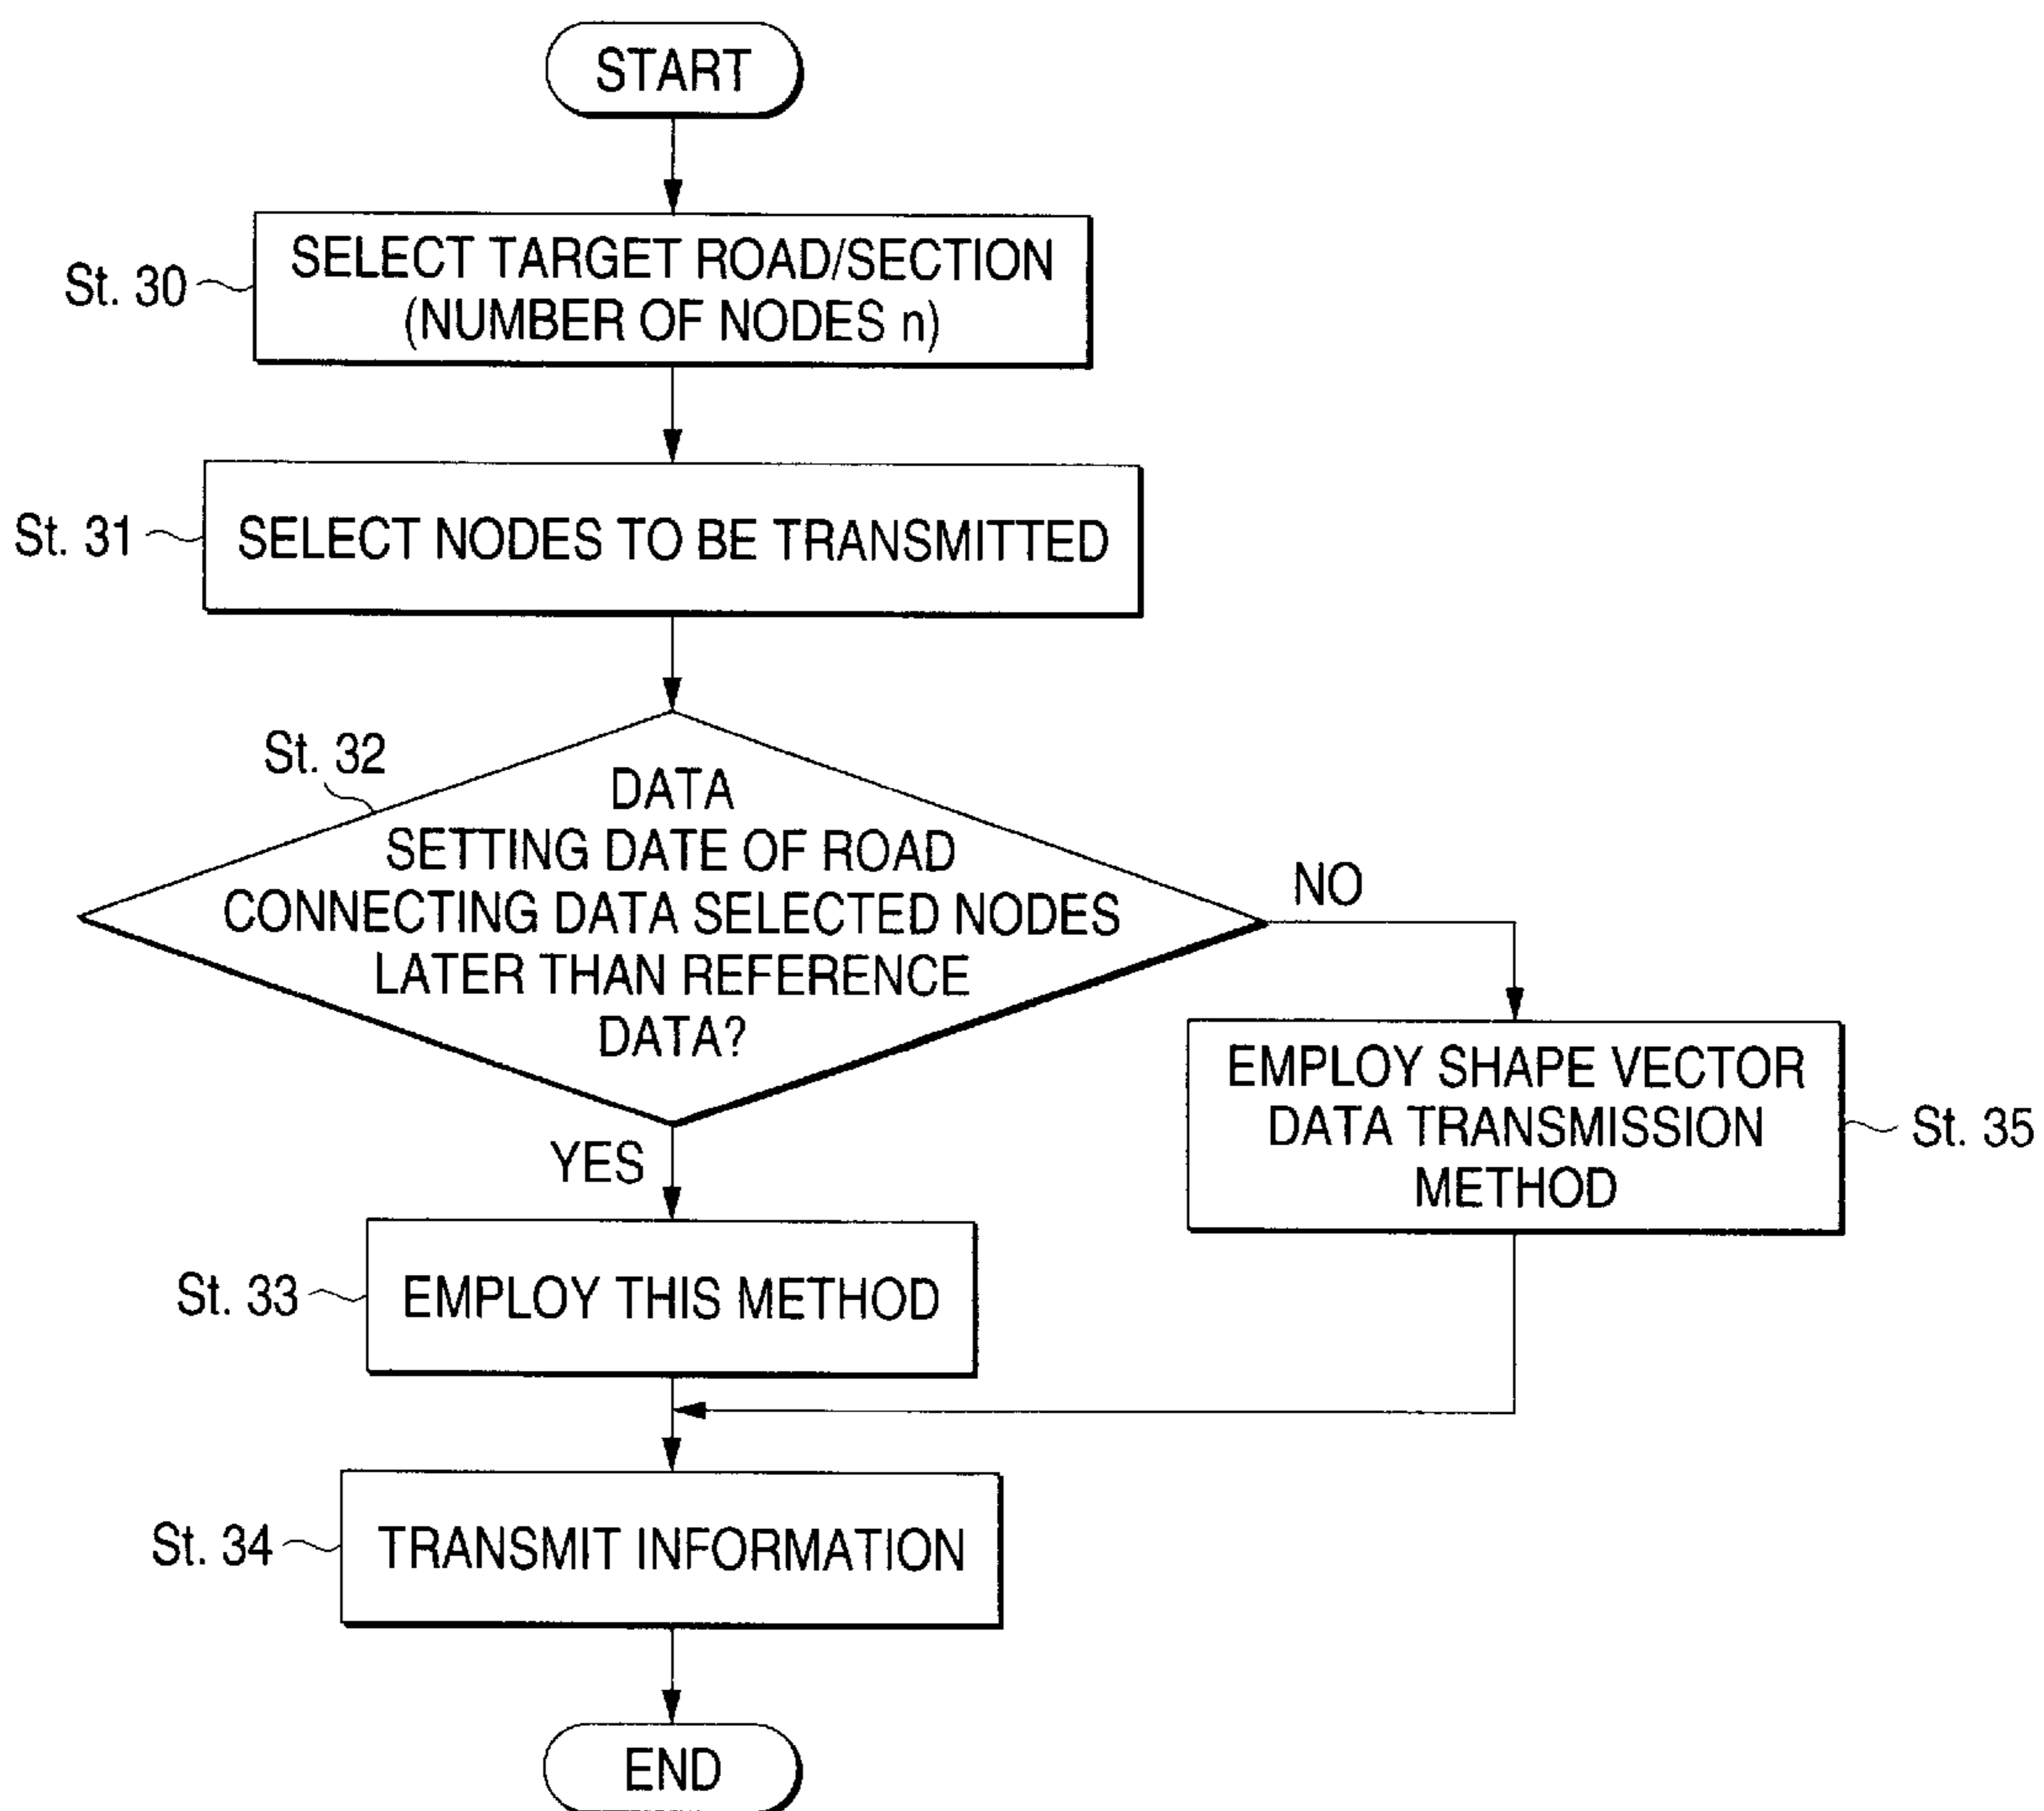 START
St. 30
SELECT TARGET ROAD/SECTION
(NUMBER OF NODES n)
St. 31
SELECT NODES TO BE TRANSMITTED
St. 32
DATA
SETTING DATE OF ROAD
CONNECTING DATA SELECTED NODES
LATER THAN REFERENCE
DATA?
NO
YES
EMPLOY SHAPE VECTOR
DATA TRANSMISSION
METHOD
St. 35
St. 33
EMPLOY THIS METHOD
St. 34
TRANSMIT INFORMATION
END